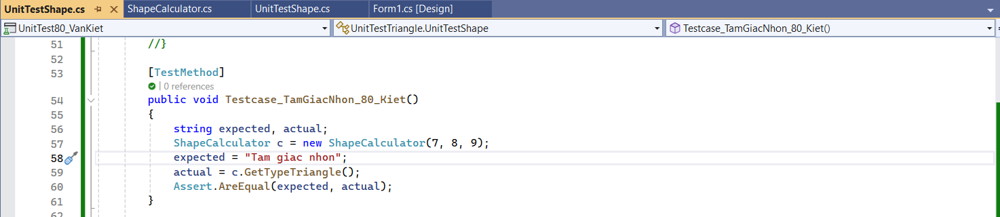 UnitTestShape.cs ShapeCalculator.cs UnitTestShape.cs Form1.cs [Design]
UnitTest80_VanKiet UnitTestTriangle.UnitTestShape Testcase_TamGiacNhon_80_Kiet()
51 //}
52
53 [TestMethod]
| 0 references
54 public void Testcase_TamGiacNhon_80_Kiet()
55 {
56 string expected, actual;
57 ShapeCalculator c = new ShapeCalculator(7, 8, 9);
58 expected = "Tam giac nhon";
59 actual = c.GetTypeTriangle();
60 Assert.AreEqual(expected, actual);
61 }
62